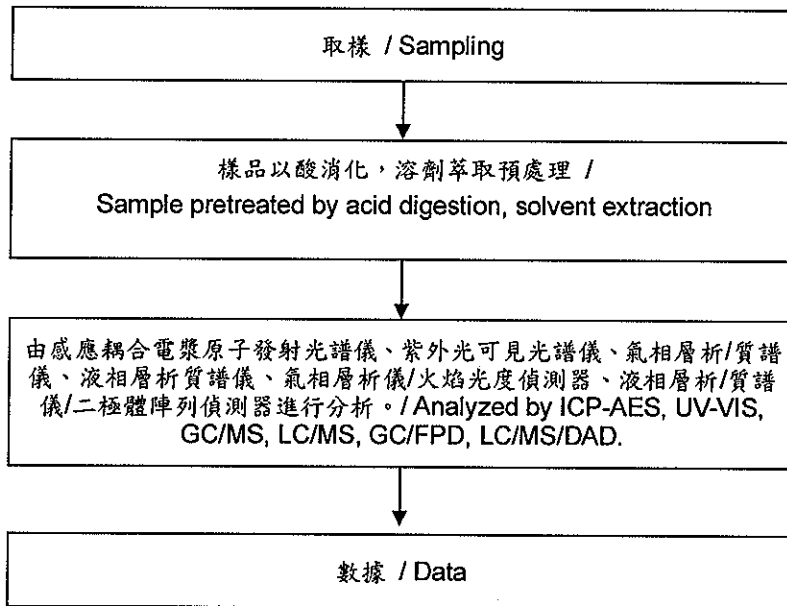 取樣 / Sampling
樣品以酸消化，溶劑萃取預處理 /
Sample pretreated by acid digestion, solvent extraction
由感應耦合電漿原子發射光譜儀、紫外光可見光譜儀、氣相層析/質譜
儀、液相層析質譜儀、氣相層析儀/火焰光度偵測器、液相層析/質譜
儀/二極體陣列偵測器進行分析。/ Analyzed by ICP-AES, UV-VIS,
GC/MS, LC/MS, GC/FPD, LC/MS/DAD.
數據 / Data